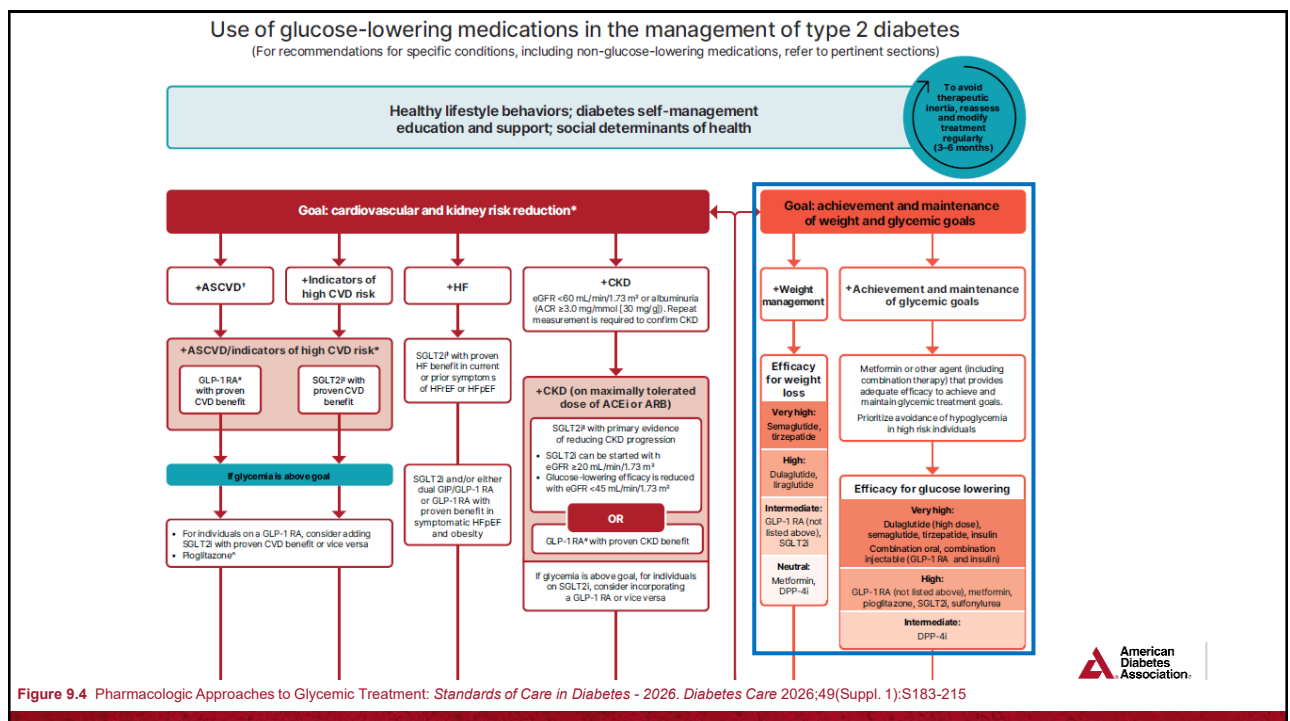 Use of glucose-lowering medications in the management of type 2 diabetes
(For recommendations for specific conditions, including non-glucose-lowering medications, refer to pertinent sections)
Healthy lifestyle behaviors; diabetes self-management
education and support; social determinants of health
To avoid
therapeutic
inertia, reassess
and modify
treatment
regularly
(3–6 months)
Goal: cardiovascular and kidney risk reduction*
+ASCVD†
+Indicators of
high CVD risk
+HF
+CKD
eGFR <60 mL/min/1.73 m² or albuminuria
(ACR ≥3.0 mg/mmol [30 mg/g]). Repeat
measurement is required to confirm CKD
+ASCVD/indicators of high CVD risk*
GLP-1 RA#
with proven
CVD benefit
SGLT2i§ with
proven CVD
benefit
SGLT2i‡ with proven
HF benefit in current
or prior symptoms
of HFrEF or HFpEF
+CKD (on maximally tolerated
dose of ACEi or ARB)
SGLT2i§ with primary evidence
of reducing CKD progression
• SGLT2i can be started with
eGFR ≥20 mL/min/1.73 m²
• Glucose-lowering efficacy is reduced
with eGFR <45 mL/min/1.73 m²
OR
GLP-1 RA# with proven CKD benefit
If glycemia is above goal
• For individuals on a GLP-1 RA, consider adding
SGLT2i with proven CVD benefit or vice versa
• Pioglitazone^
SGLT2i and/or either
dual GIP/GLP-1 RA
or GLP-1 RA with
proven benefit in
symptomatic HFpEF
and obesity
If glycemia is above goal, for individuals
on SGLT2i, consider incorporating
a GLP-1 RA or vice versa
Goal: achievement and maintenance
of weight and glycemic goals
+Weight
management
Efficacy
for weight
loss
Very high:
Semaglutide,
tirzepatide
High:
Dulaglutide,
liraglutide
Intermediate:
GLP-1 RA (not
listed above),
SGLT2i
Neutral:
Metformin,
DPP-4i
+Achievement and maintenance
of glycemic goals
Metformin or other agent (including
combination therapy) that provides
adequate efficacy to achieve and
maintain glycemic treatment goals.
Prioritize avoidance of hypoglycemia
in high risk individuals
Efficacy for glucose lowering
Very high:
Dulaglutide (high dose),
semaglutide, tirzepatide, insulin
Combination oral, combination
injectable (GLP-1 RA and insulin)
High:
GLP-1 RA (not listed above), metformin,
pioglitazone, SGLT2i, sulfonylurea
Intermediate:
DPP-4i
American
Diabetes
Association.
Figure 9.4 Pharmacologic Approaches to Glycemic Treatment: Standards of Care in Diabetes - 2026. Diabetes Care 2026;49(Suppl. 1):S183-215